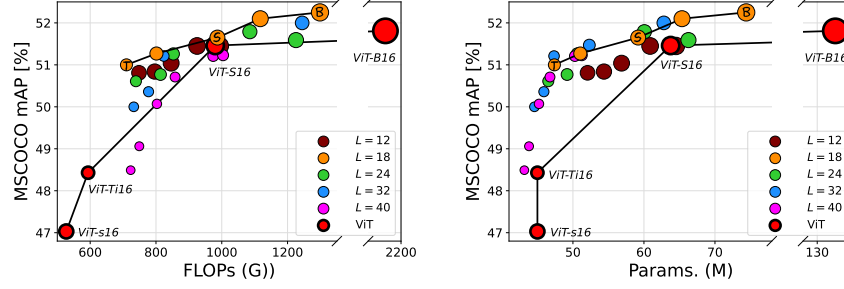 MSCOCO mAP [%]
52
51
50
49
48
47
600
800
1000
1200
2200
FLOPs (G))
T
S
B
ViT-B16
ViT-S16
ViT-Ti16
ViT-s16
L = 12
L = 18
L = 24
L = 32
L = 40
ViT
MSCOCO mAP [%]
52
51
50
49
48
47
50
60
70
130
Params. (M)
T
S
B
ViT-B16
ViT-S16
ViT-Ti16
ViT-s16
L = 12
L = 18
L = 24
L = 32
L = 40
ViT